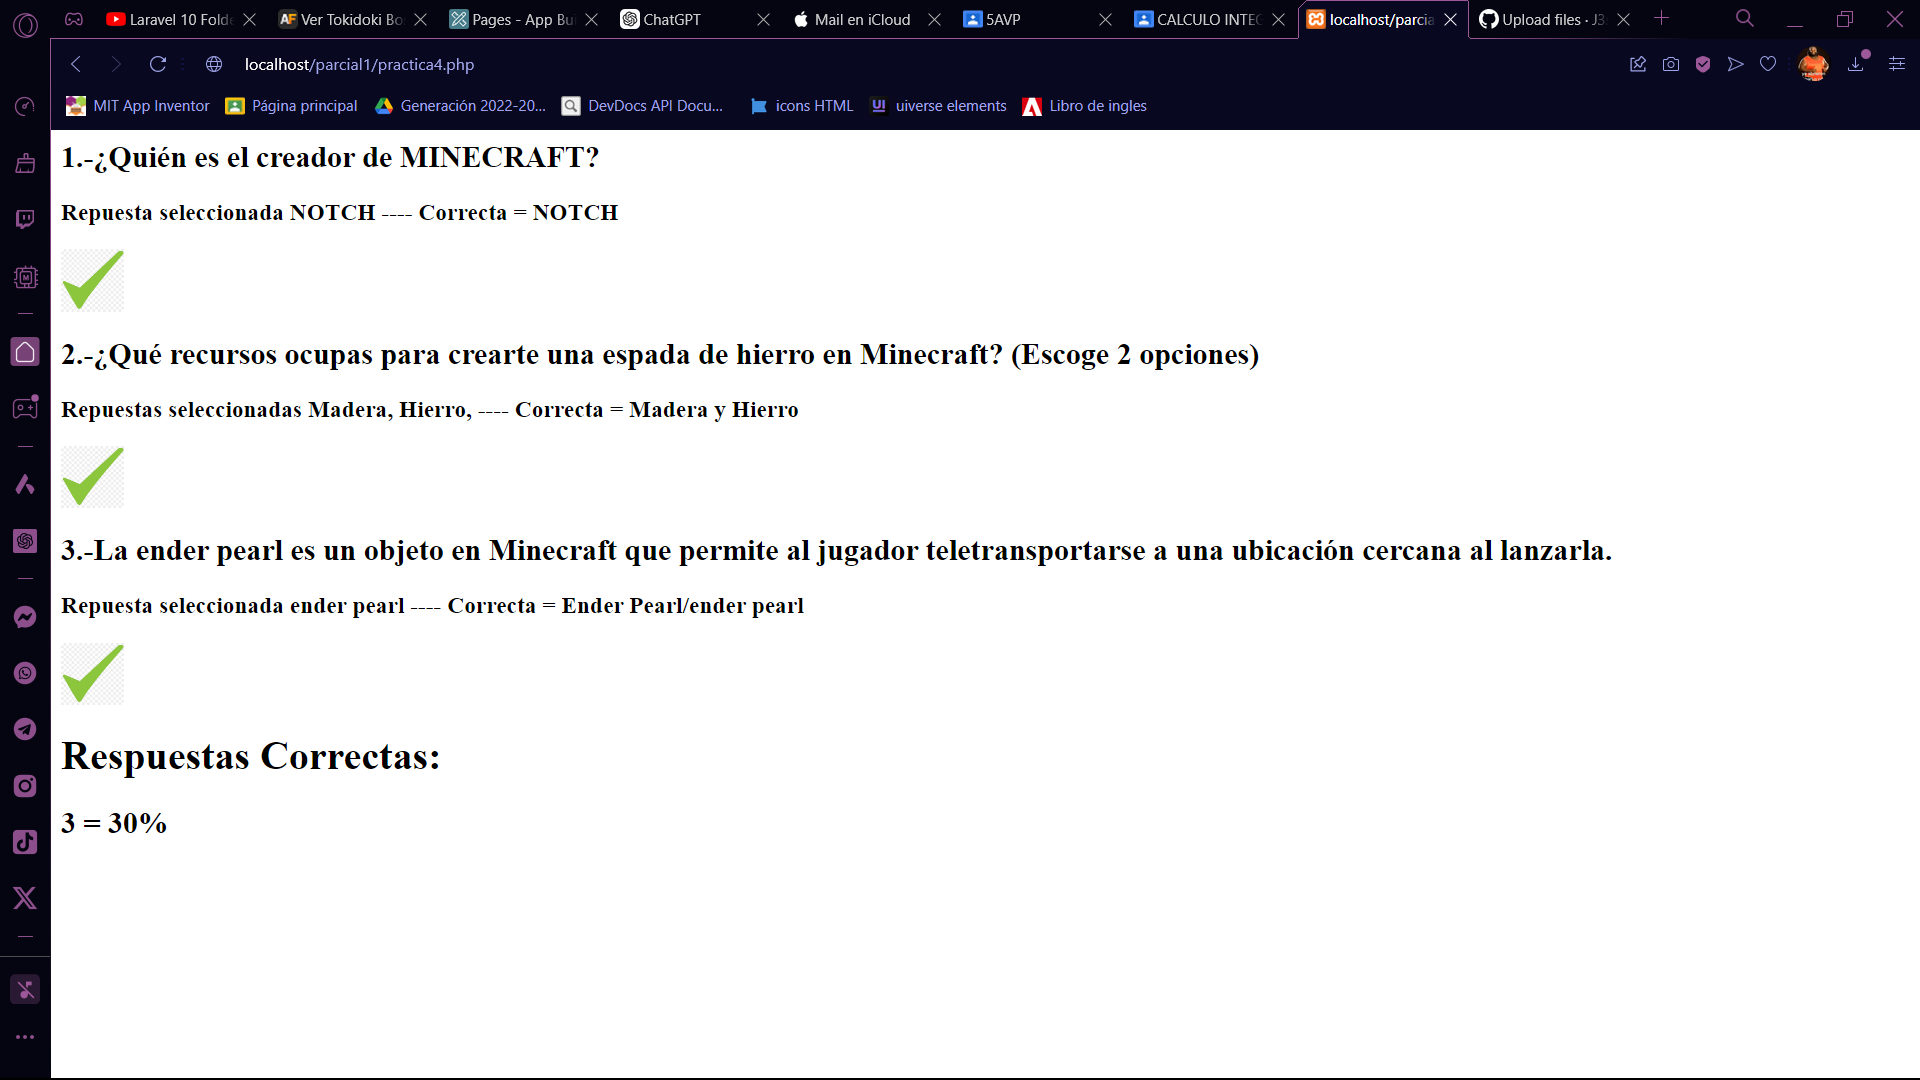 Laravel 10 Folde
AF Ver Tokidoki Bo
Pages - App Bui
ChatGPT
Mail en iCloud
5AVP
CALCULO INTEG
localhost/parcia
Upload files · J3
localhost/parcial1/practica4.php
MIT App Inventor
Página principal
Generación 2022-20...
DevDocs API Docu...
icons HTML
UI uiverse elements
Libro de ingles
1.-¿Quién es el creador de MINECRAFT?
Repuesta seleccionada NOTCH ---- Correcta = NOTCH
2.-¿Qué recursos ocupas para crearte una espada de hierro en Minecraft? (Escoge 2 opciones)
Repuestas seleccionadas Madera, Hierro, ---- Correcta = Madera y Hierro
3.-La ender pearl es un objeto en Minecraft que permite al jugador teletransportarse a una ubicación cercana al lanzarla.
Repuesta seleccionada ender pearl ---- Correcta = Ender Pearl/ender pearl
Respuestas Correctas:
3 = 30%